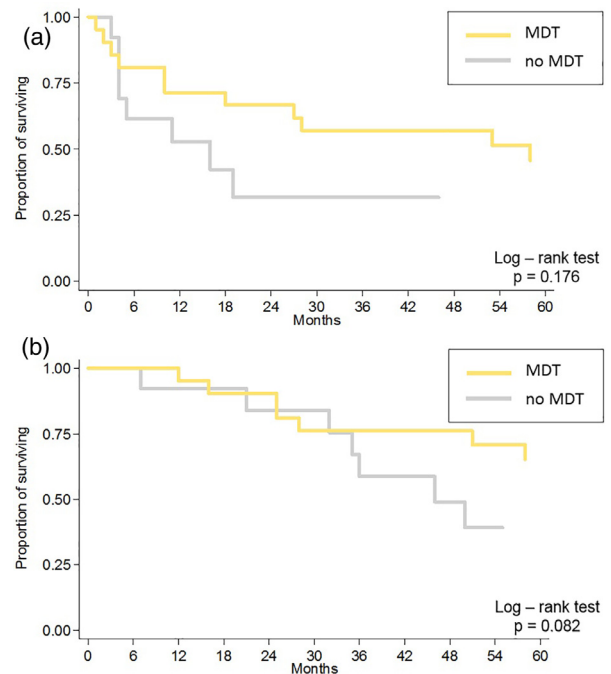 (a)
MDT
no MDT
Proportion of surviving
1.00
0.75
0.50
0.25
0.00
Log – rank test
p = 0.176
0 6 12 18 24 30 36 42 48 54 60
Months
(b)
MDT
no MDT
Proportion of surviving
1.00
0.75
0.50
0.25
0.00
Log – rank test
p = 0.082
0 6 12 18 24 30 36 42 48 54 60
Months